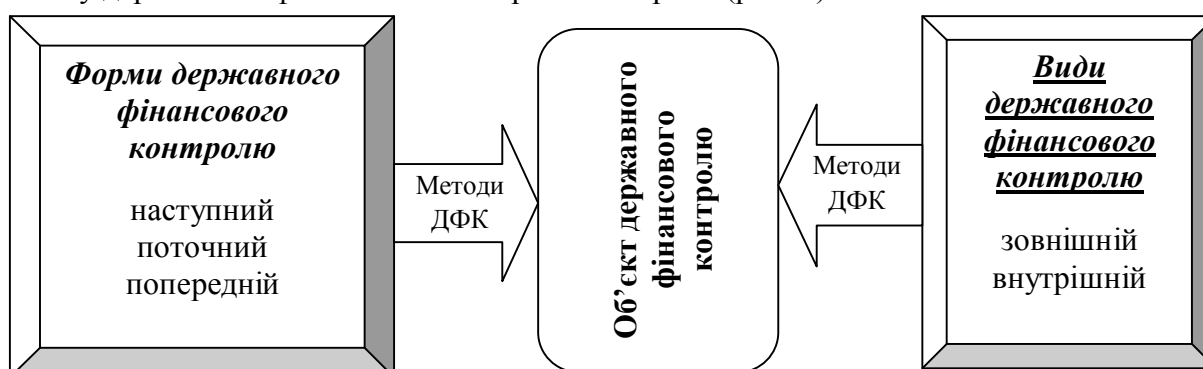 Форми державного
фінансового
контролю
наступний
поточний
попередній
Методи
ДФК
Об’єкт державного
фінансового
контролю
Методи
ДФК
Види
державного
фінансового
контролю
зовнішній
внутрішній